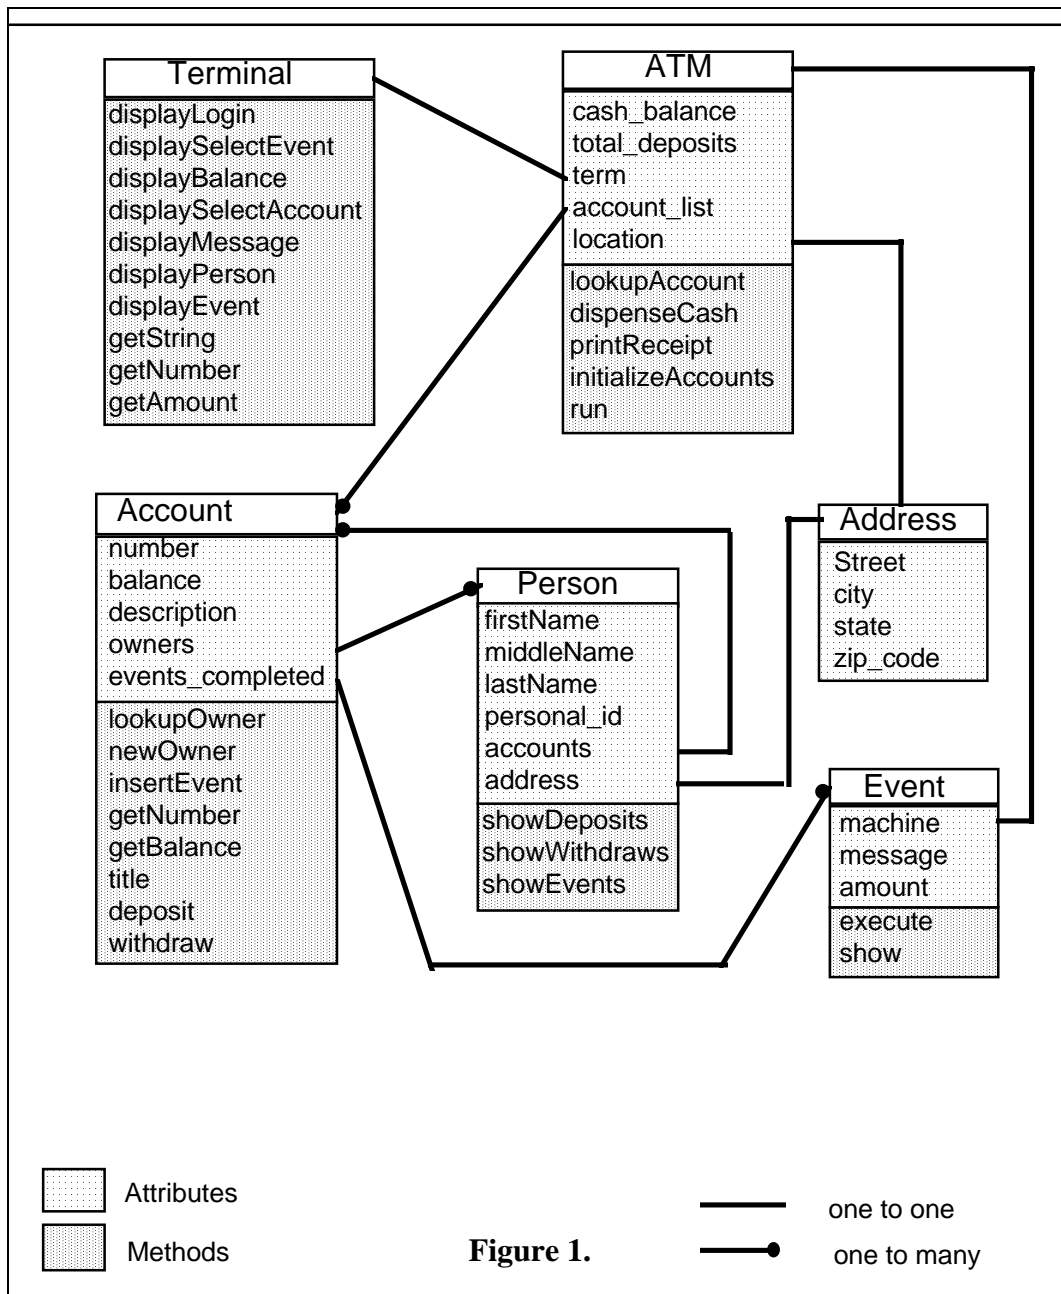 Terminal
displayLogin
displaySelectEvent
displayBalance
displaySelectAccount
displayMessage
displayPerson
displayEvent
getString
getNumber
getAmount
ATM
cash_balance
total_deposits
term
account_list
location
lookupAccount
dispenseCash
printReceipt
initializeAccounts
run
Account
number
balance
description
owners
events_completed
lookupOwner
newOwner
insertEvent
getNumber
getBalance
title
deposit
withdraw
Person
firstName
middleName
lastName
personal_id
accounts
address
showDeposits
showWithdraws
showEvents
Address
Street
city
state
zip_code
Event
machine
message
amount
execute
show
Attributes
Methods
Figure 1.
one to one
one to many